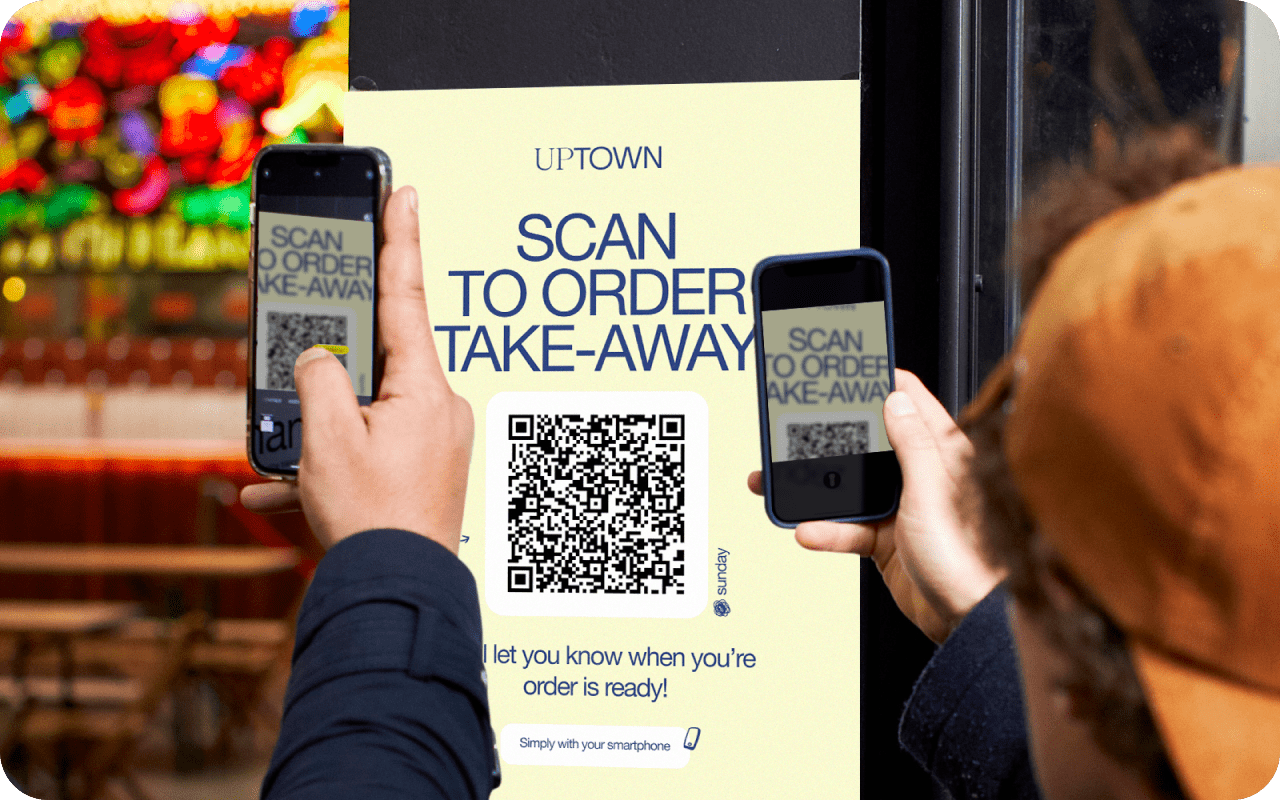 UPTOWN
SCAN
TO ORDER
TAKE-AWAY
sunday
let you know when you're
order is ready!
Simply with your smartphone
SCAN
TO ORDER
AKE-AWAY
SCAN
TO ORDER
AKE-AWAY